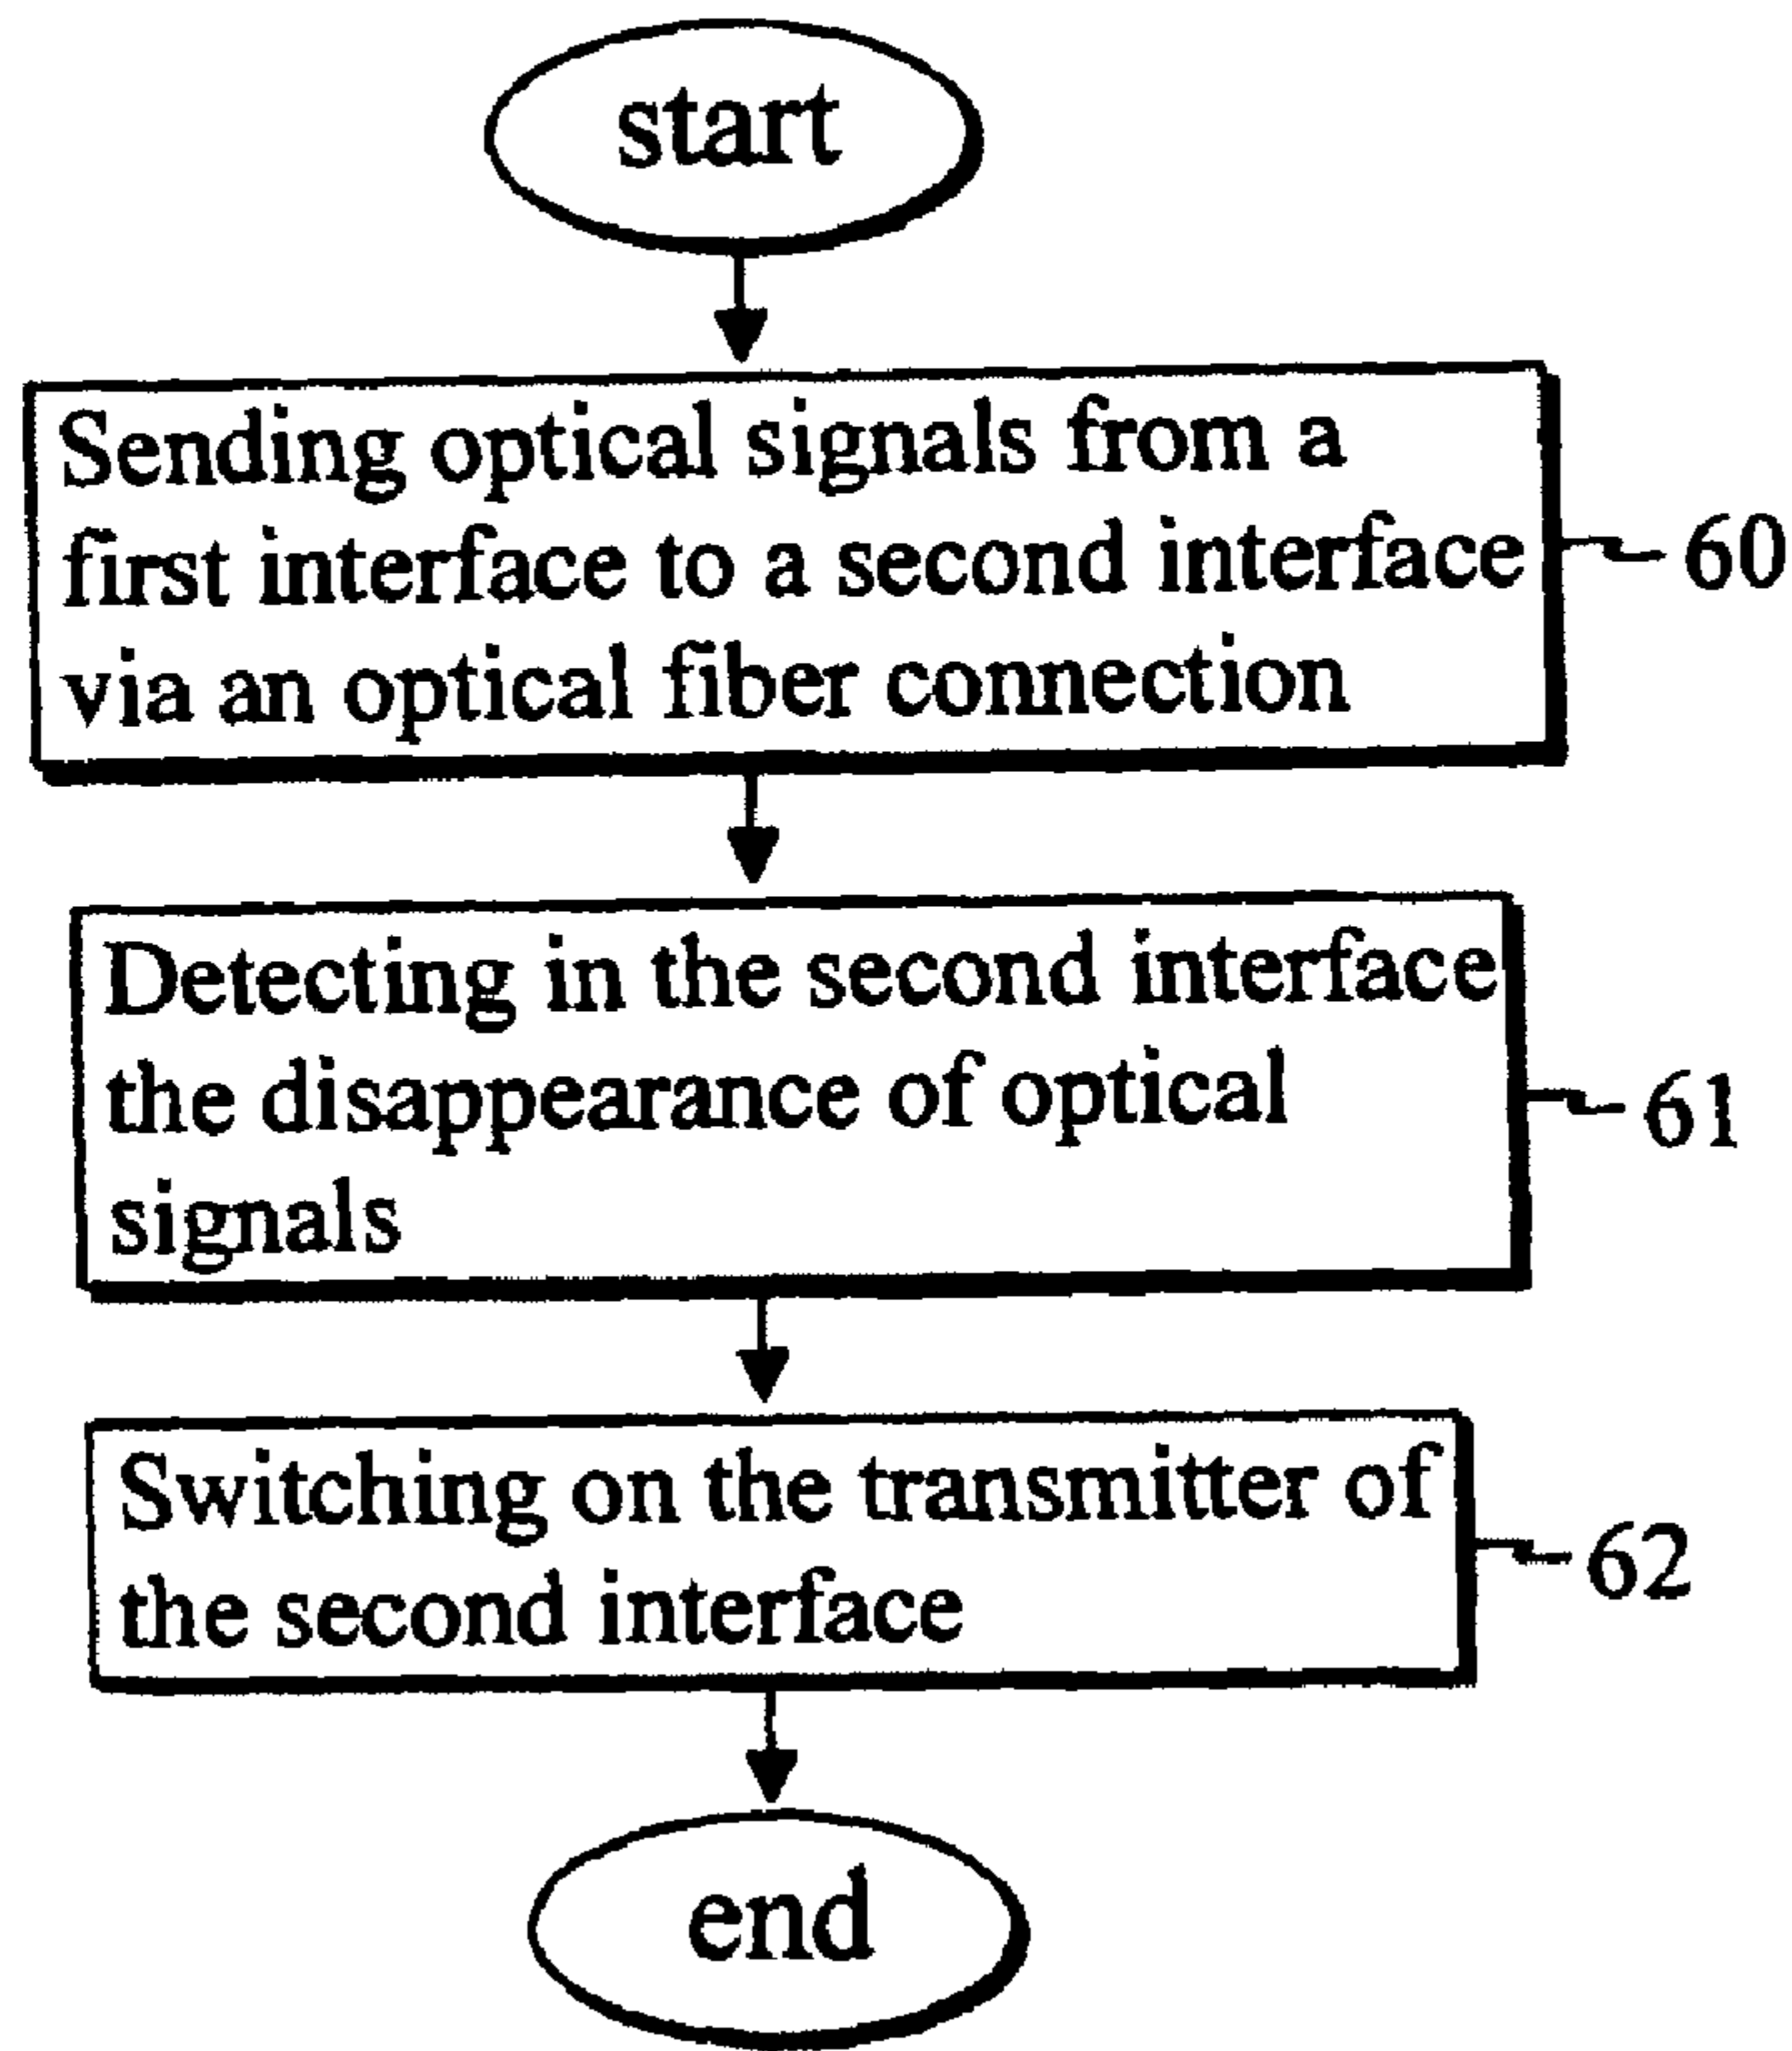 start
Sending optical signals from a
first interface to a second interface
via an optical fiber connection
60
Detecting in the second interface
the disappearance of optical
signals
61
Switching on the transmitter of
the second interface
62
end